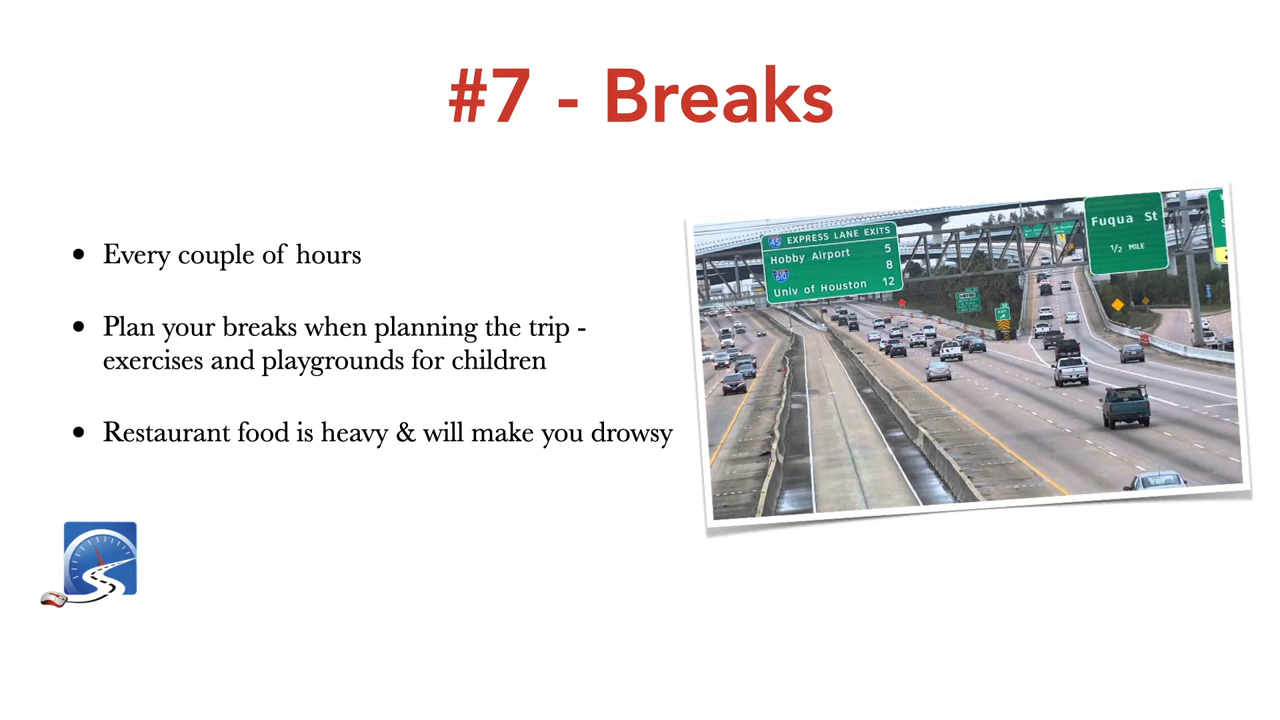 #7 - Breaks
• Every couple of hours
• Plan your breaks when planning the trip -
exercises and playgrounds for children
• Restaurant food is heavy & will make you drowsy
45 EXPRESS LANE EXITS
Hobby Airport 5
610 8
Univ of Houston 12
Fuqua St
1/2 MILE
EXIT